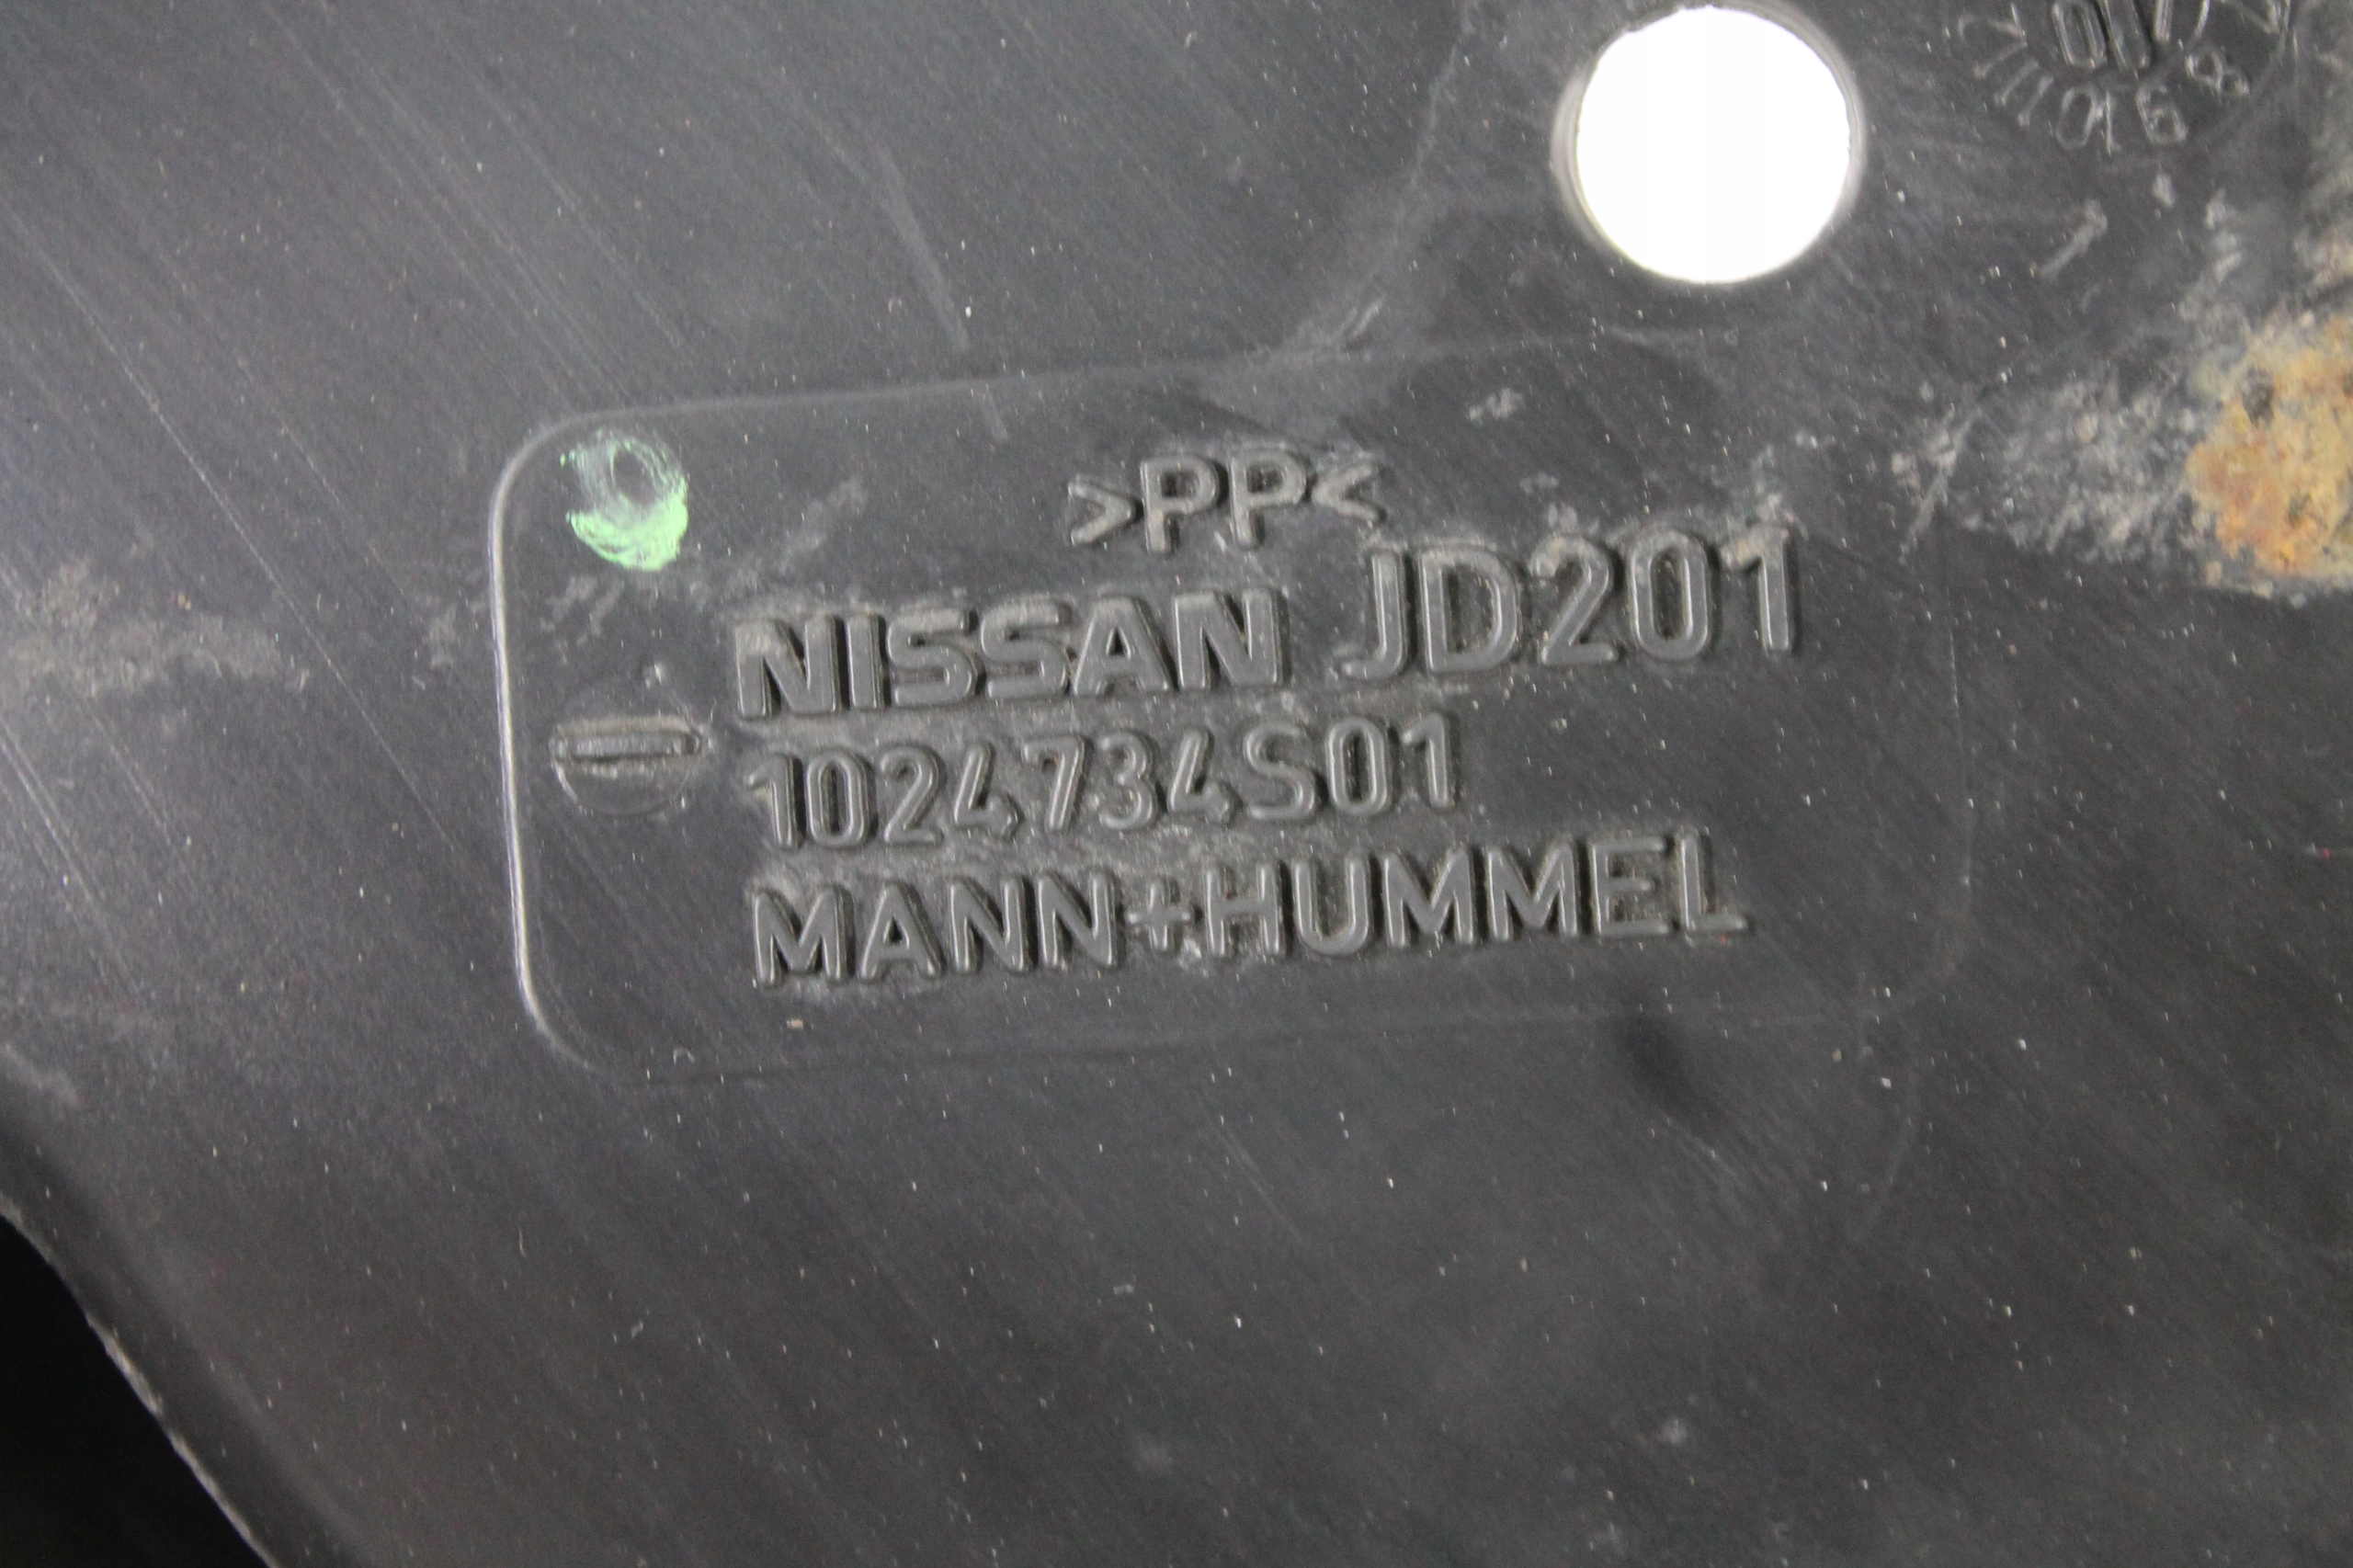 >PP<
NISSAN JD201
1024734S01
MANN+HUMMEL